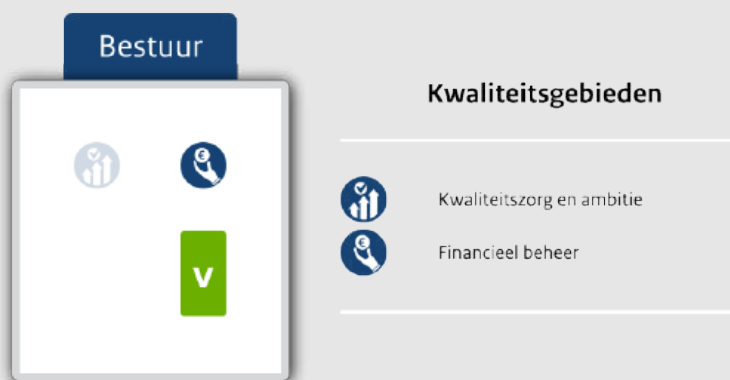 Bestuur
Kwaliteitsgebieden
Kwaliteitszorg en ambitie
€
Financieel beheer
V